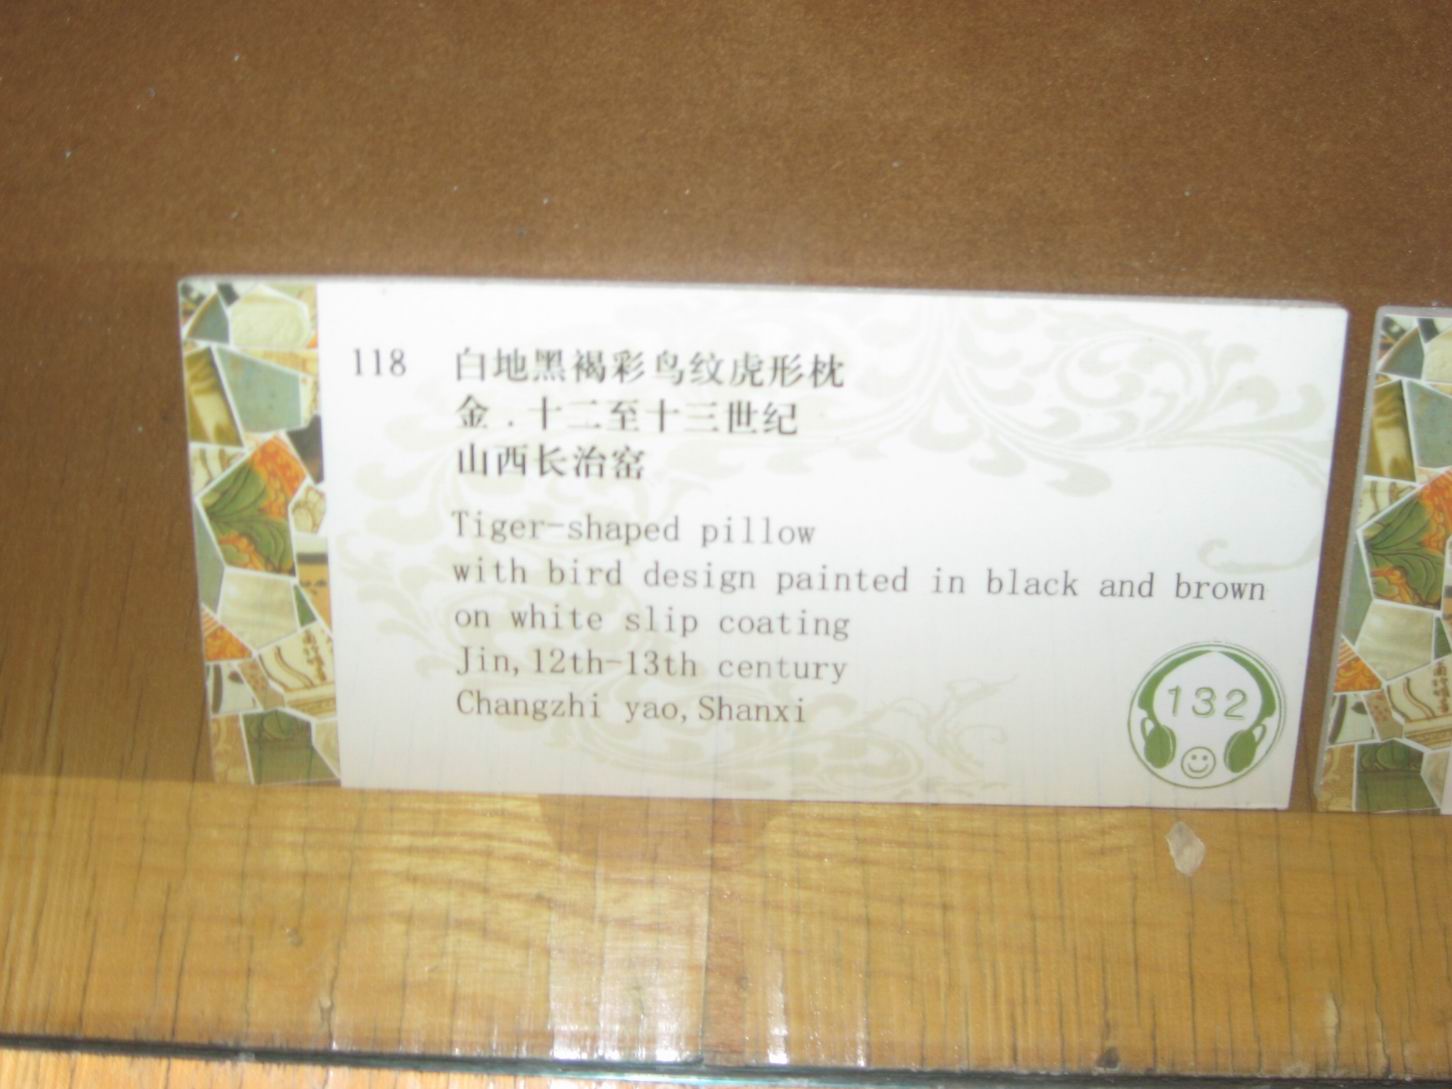 118 白地黑褐彩鸟纹虎形枕
金.十二至十三世纪
山西长治窑
Tiger-shaped pillow
with bird design painted in black and brown
on white slip coating
Jin,12th-13th century
Changzhi yao,Shanxi
132